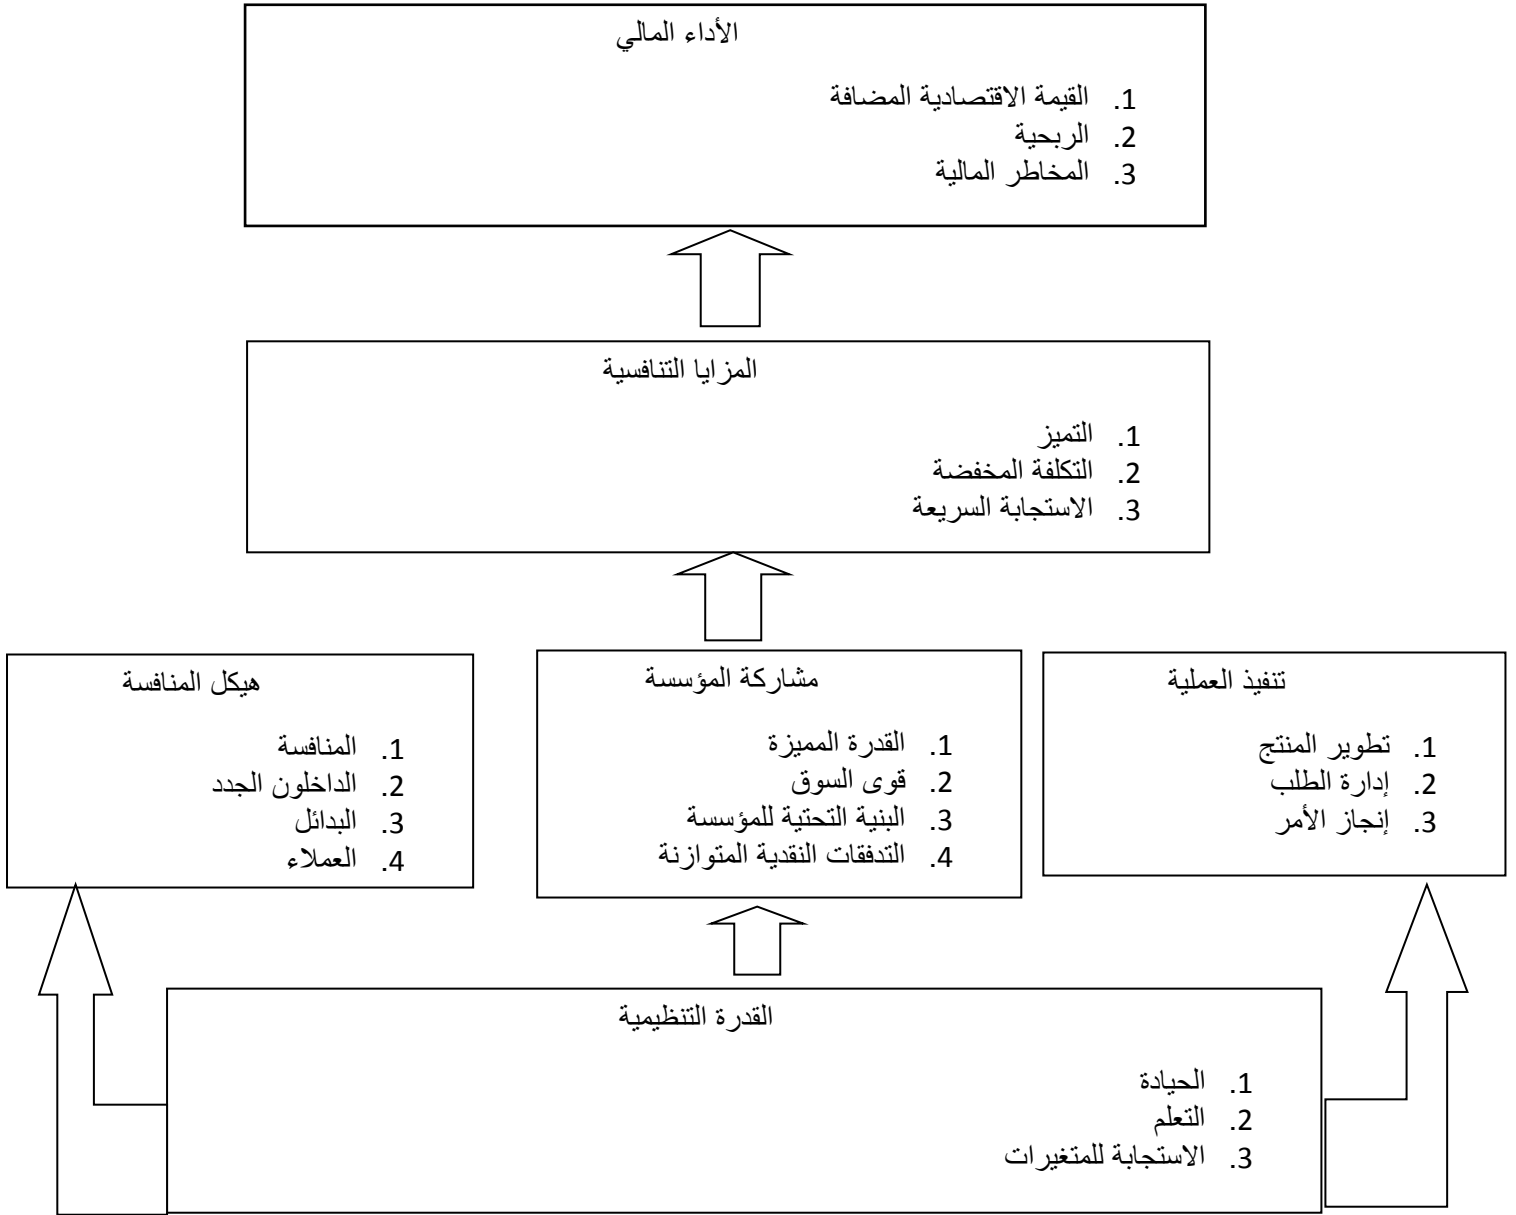 الأداء المالي
1. القيمة الاقتصادية المضافة
2. الربحية
3. المخاطر المالية
المزايا التنافسية
1. التميز
2. التكلفة المخفضة
3. الاستجابة السريعة
تنفيذ العملية
1. تطوير المنتج
2. إدارة الطلب
3. إنجاز الأمر
مشاركة المؤسسة
1. القدرة المميزة
2. قوى السوق
3. البنية التحتية للمؤسسة
4. التدفقات النقدية المتوازنة
هيكل المنافسة
1. المنافسة
2. الداخلون الجدد
3. البدائل
4. العملاء
القدرة التنظيمية
1. الحيادة
2. التعلم
3. الاستجابة للمتغيرات